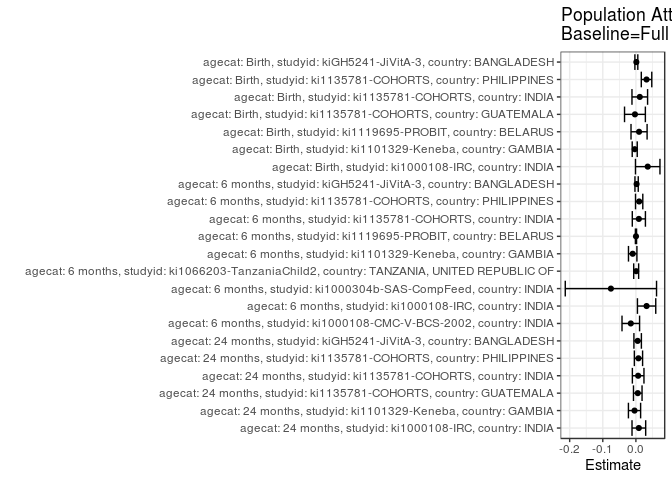 Population Att
Baseline=Full
agecat: Birth, studyid: kiGH5241-JiVitA-3, country: BANGLADESH
agecat: Birth, studyid: ki1135781-COHORTS, country: PHILIPPINES
agecat: Birth, studyid: ki1135781-COHORTS, country: INDIA
agecat: Birth, studyid: ki1135781-COHORTS, country: GUATEMALA
agecat: Birth, studyid: ki1119695-PROBIT, country: BELARUS
agecat: Birth, studyid: ki1101329-Keneba, country: GAMBIA
agecat: Birth, studyid: ki1000108-IRC, country: INDIA
agecat: 6 months, studyid: kiGH5241-JiVitA-3, country: BANGLADESH
agecat: 6 months, studyid: ki1135781-COHORTS, country: PHILIPPINES
agecat: 6 months, studyid: ki1135781-COHORTS, country: INDIA
agecat: 6 months, studyid: ki1119695-PROBIT, country: BELARUS
agecat: 6 months, studyid: ki1101329-Keneba, country: GAMBIA
agecat: 6 months, studyid: ki1066203-TanzaniaChild2, country: TANZANIA, UNITED REPUBLIC OF
agecat: 6 months, studyid: ki1000304b-SAS-CompFeed, country: INDIA
agecat: 6 months, studyid: ki1000108-IRC, country: INDIA
agecat: 6 months, studyid: ki1000108-CMC-V-BCS-2002, country: INDIA
agecat: 24 months, studyid: kiGH5241-JiVitA-3, country: BANGLADESH
agecat: 24 months, studyid: ki1135781-COHORTS, country: PHILIPPINES
agecat: 24 months, studyid: ki1135781-COHORTS, country: INDIA
agecat: 24 months, studyid: ki1135781-COHORTS, country: GUATEMALA
agecat: 24 months, studyid: ki1101329-Keneba, country: GAMBIA
agecat: 24 months, studyid: ki1000108-IRC, country: INDIA
-0.2 -0.1 0.0
Estimate